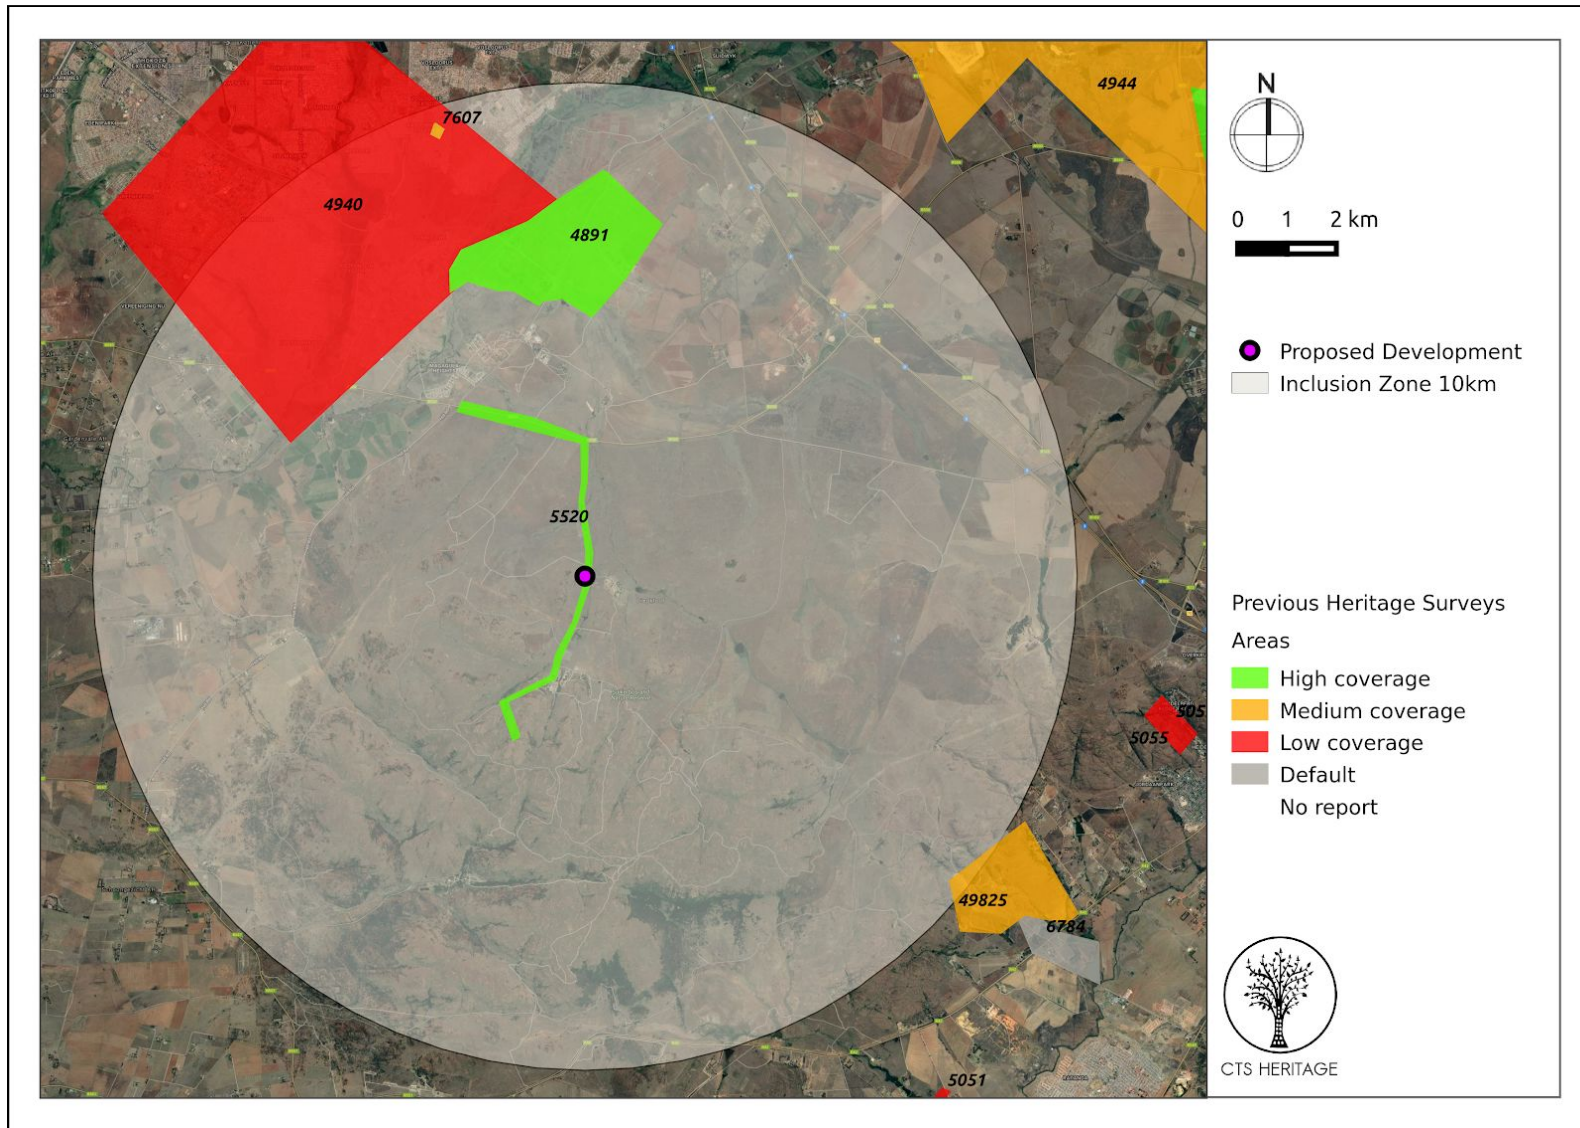 4944
7607
4940
4891
5520
505
5055
49825
6784
5051
N
0 1 2 km
Proposed Development
Inclusion Zone 10km
Previous Heritage Surveys
Areas
High coverage
Medium coverage
Low coverage
Default
No report
CTS HERITAGE